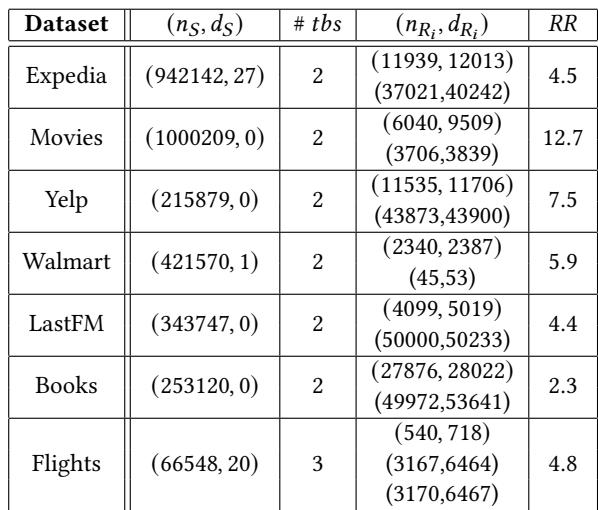 Dataset (n_S, d_S) # tbs (n_{R_i}, d_{R_i}) RR
Expedia (942142, 27) 2 (11939, 12013) 4.5
(37021,40242)
Movies (1000209, 0) 2 (6040, 9509) 12.7
(3706,3839)
Yelp (215879, 0) 2 (11535, 11706) 7.5
(43873,43900)
Walmart (421570, 1) 2 (2340, 2387) 5.9
(45,53)
LastFM (343747, 0) 2 (4099, 5019) 4.4
(50000,50233)
Books (253120, 0) 2 (27876, 28022) 2.3
(49972,53641)
(540, 718)
Flights (66548, 20) 3 (3167,6464) 4.8
(3170,6467)